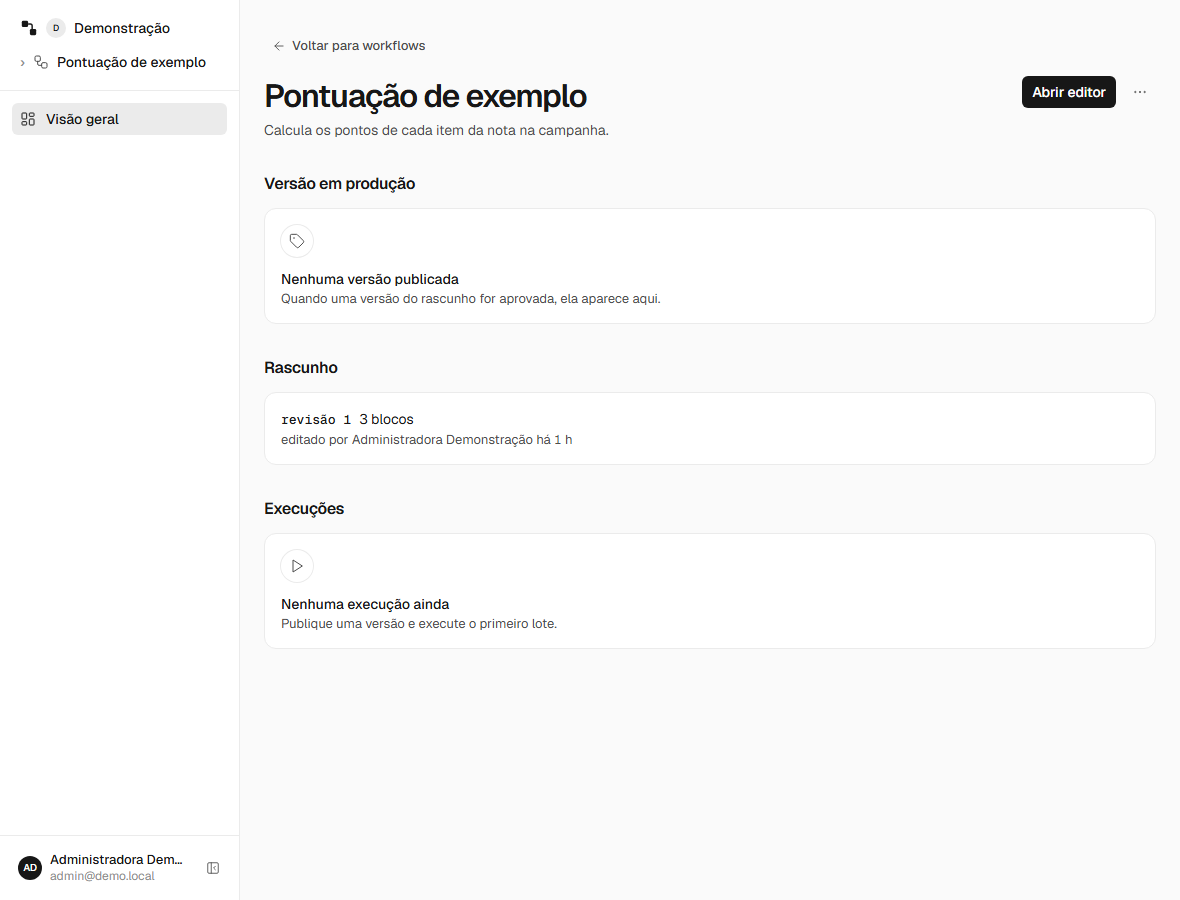 D Demonstração
Pontuação de exemplo
Visão geral
Voltar para workflows
Pontuação de exemplo
Abrir editor
Calcula os pontos de cada item da nota na campanha.
Versão em produção
Nenhuma versão publicada
Quando uma versão do rascunho for aprovada, ela aparece aqui.
Rascunho
revisão 1 3 blocos
editado por Administradora Demonstração há 1 h
Execuções
Nenhuma execução ainda
Publique uma versão e execute o primeiro lote.
AD Administradora Dem...
admin@demo.local